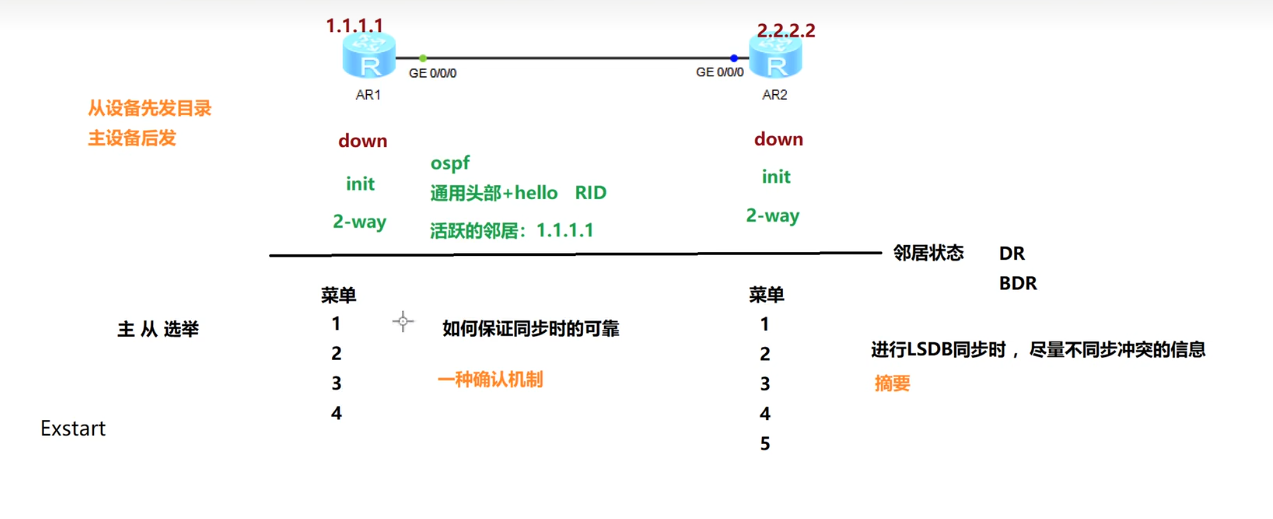 1.1.1.1
2.2.2.2
R
R
GE 0/0/0
GE 0/0/0
AR1
AR2
从设备先发目录
主设备后发
down
down
ospf
init
init
通用头部+hello RID
2-way
2-way
活跃的邻居：1.1.1.1
邻居状态 DR
BDR
菜单
菜单
主 从 选举
1
如何保证同步时的可靠
1
2
2
进行LSDB同步时 ，尽量不同步冲突的信息
3
一种确认机制
3
摘要
4
4
Exstart
5